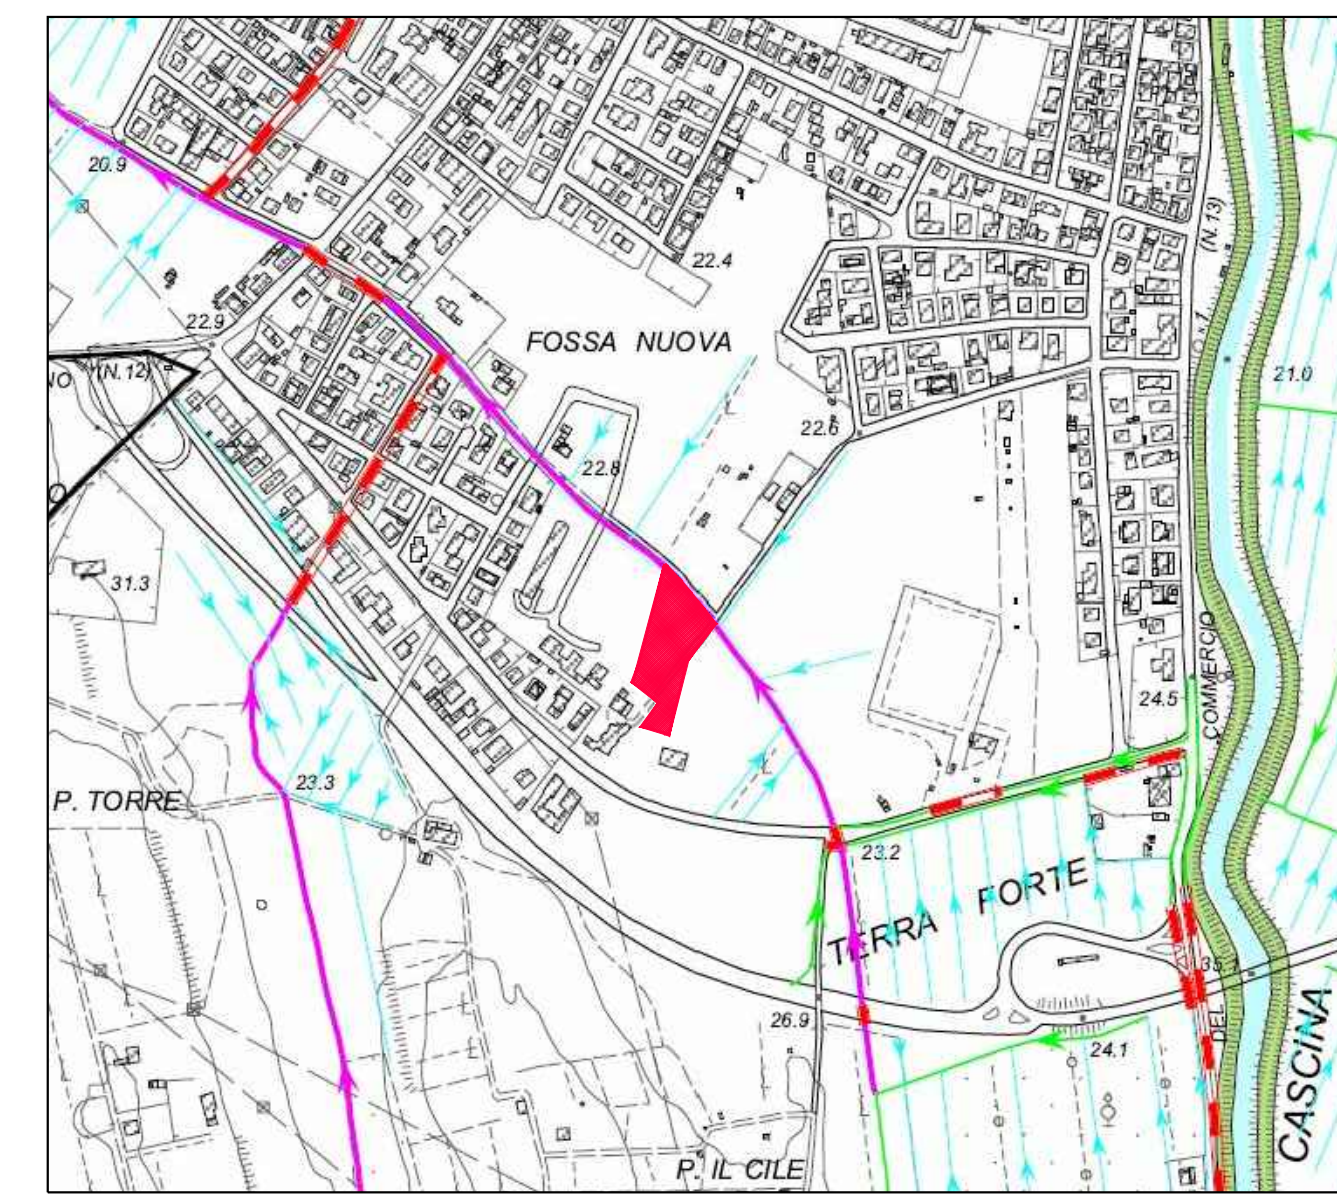 20.9
(N. 13)
22.4
22.9
FOSSA NUOVA
(N. 12)
21.0
22.6
22.8
31.3
COMMERCIO
24.5
23.3
P. TORRE
23.2
TERRA FORTE
DEL
26.9
24.1
CASCINA
P. IL CILE